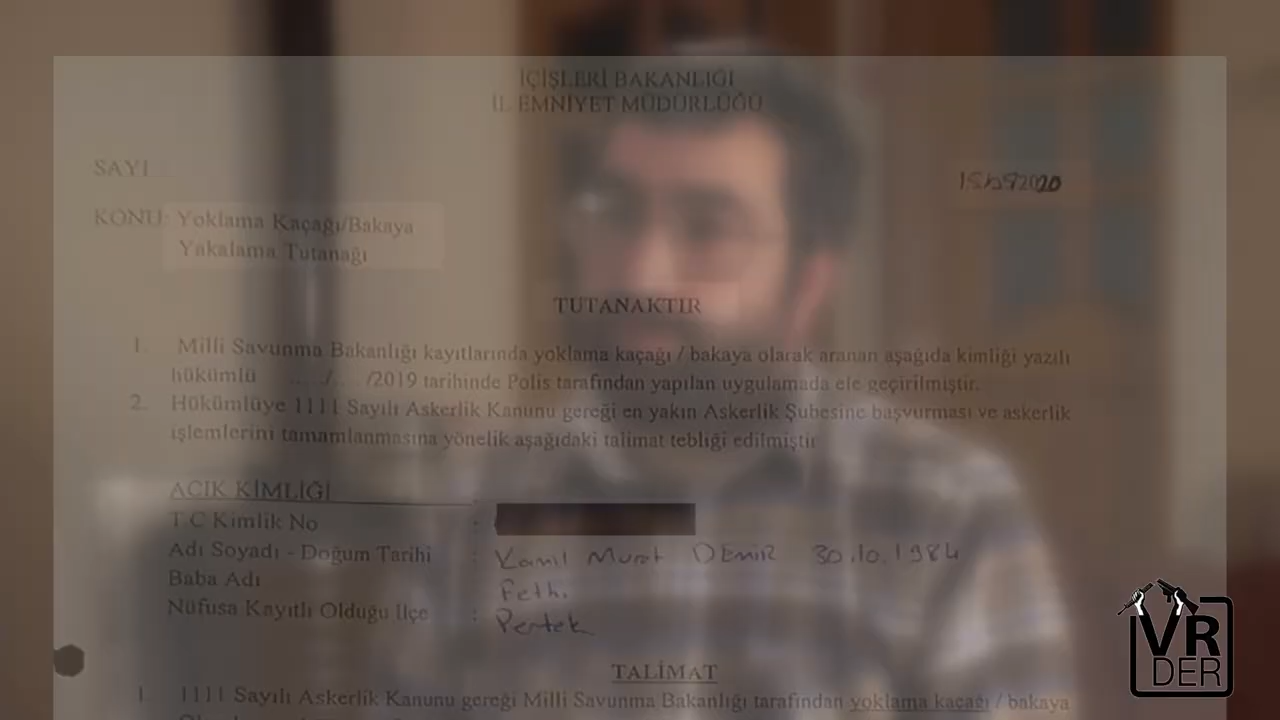 İÇİŞLERİ BAKANLIĞI
İL EMNİYET MÜDÜRLÜĞÜ
SAYI
KONU: Yoklama Kaçağı/Bakaya
Yakalama Tutanağı
TUTANAKTIR
1. Milli Savunma Bakanlığı kayıtlarında yoklama kaçağı / bakaya olarak aranan aşağıda kimliği yazılı
hükümlü ..../..../2019 tarihinde Polis tarafından yapılan uygulamada ele geçirilmiştir.
2. Hükümlüye 1111 Sayılı Askerlik Kanunu gereği en yakın Askerlik Şubesine başvurması ve askerlik
işlemlerini tamamlanmasına yönelik aşağıdaki talimat tebliği edilmiştir
AÇIK KİMLİĞİ
T.C Kimlik No :
Adı Soyadı - Doğum Tarihi : Kamil Murat DEMİR 30.10.1984
Baba Adı Feth.
Nüfusa Kayıtlı Olduğu İlçe : Pertek
TALİMAT
1. 1111 Sayılı Askerlik Kanunu gereği Milli Savunma Bakanlığı tarafından yoklama kaçağı / bakaya
VR
DER